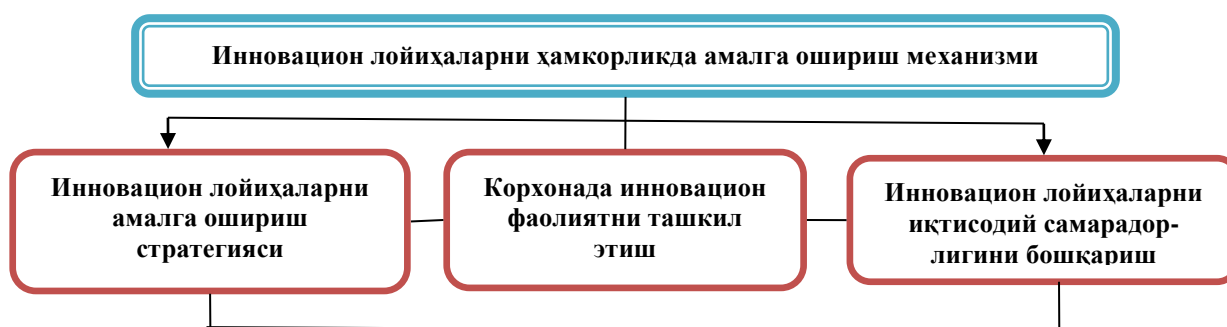 Инновацион лойиҳаларни ҳамкорликда амалга ошириш механизми
Инновацион лойиҳаларни
амалга ошириш
стратегияси
Корхонада инновацион
фаолиятни ташкил
этиш
Инновацион лойиҳаларни
иқтисодий самарадор-
лигини бошқариш